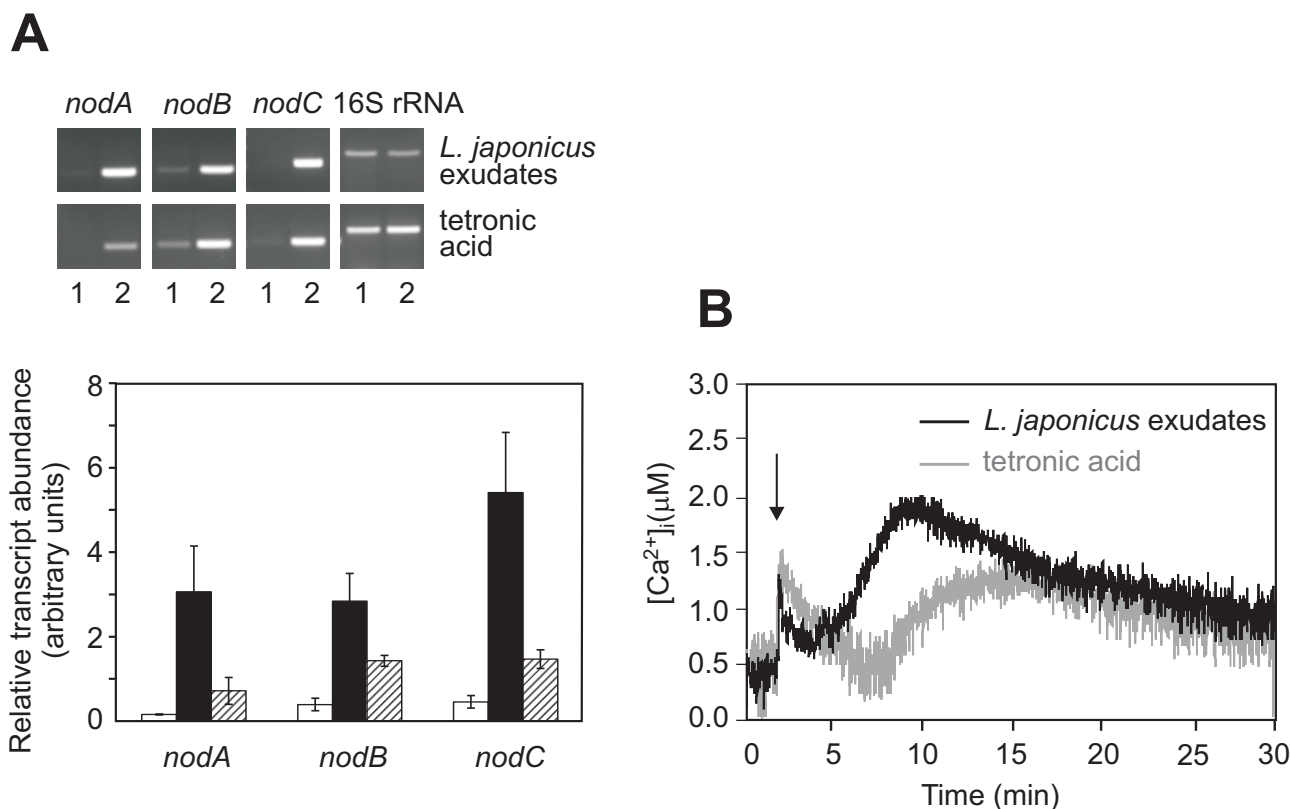 A
nodA nodB nodC 16S rRNA
L. japonicus
exudates
tetronic
acid
1 2 1 2 1 2 1 2
Relative transcript abundance
(arbitrary units)
8
6
4
2
0
nodA nodB nodC
B
[Ca²⁺]ᵢ(μM)
3.0
2.5
2.0
1.5
1.0
0.5
0.0
L. japonicus exudates
tetronic acid
0 5 10 15 20 25 30
Time (min)